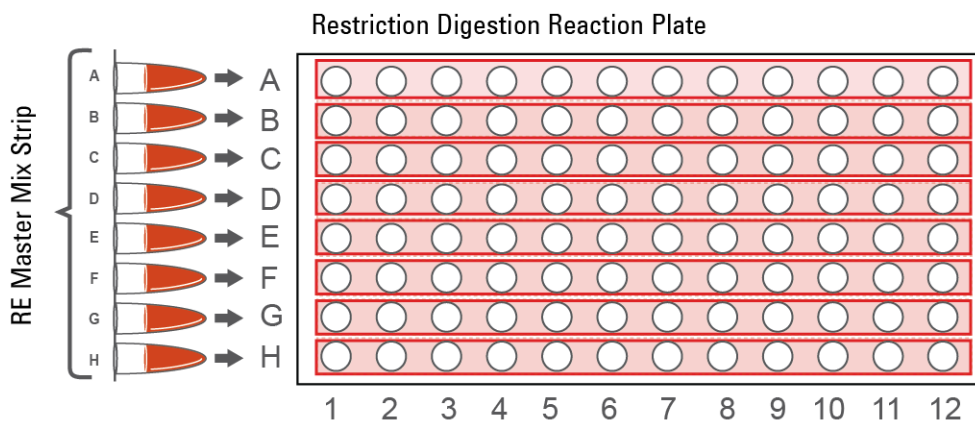 Restriction Digestion Reaction Plate
RE Master Mix Strip
A A
B B
C C
D D
E E
F F
G G
H H
1 2 3 4 5 6 7 8 9 10 11 12